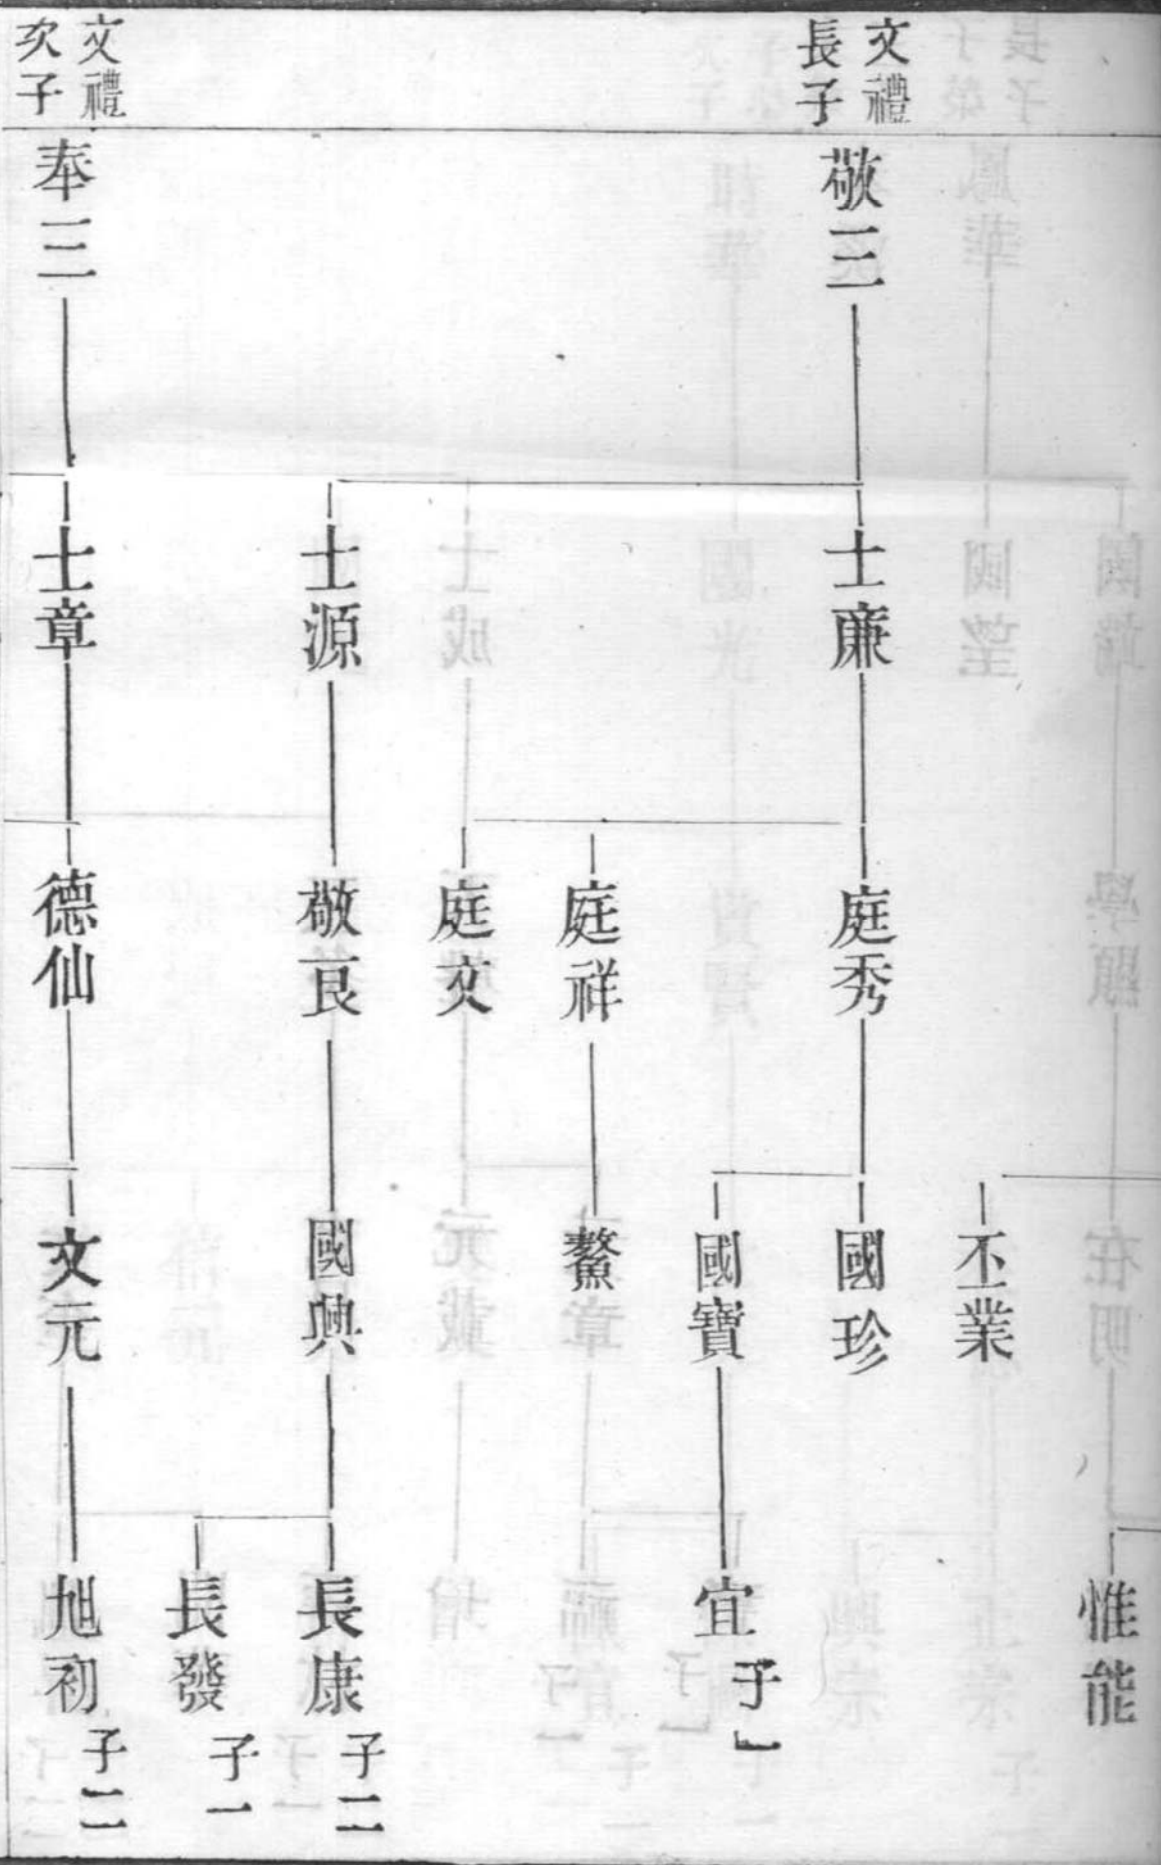 文禮
長子
敬三
士廉
士源
庭秀
庭祥
庭文
敬良
丕業
國珍
國寶
鰲
國興
惟能
宜
子一
長康
子二
長發
子一
文禮
次子
奉三
士章
德仙
文元
旭初
子二